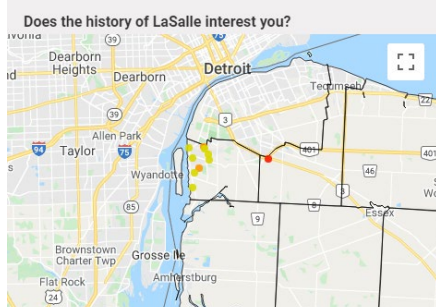 Does the history of LaSalle interest you?
39
75
Dearborn
Heights
Dearborn
Detroit
Tecumseh
22
39
3
Allen Park
94
Taylor
75
401
401
Wyandotte
46
3
85
8
9
Essex
Brownstown
Charter Twp
Grosse Ile
Amherstburg
Flat Rock
24